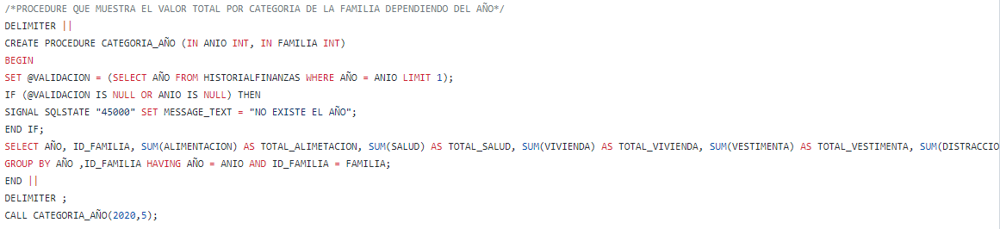 /*PROCEDURE QUE MUESTRA EL VALOR TOTAL POR CATEGORIA DE LA FAMILIA DEPENDIENDO DEL AÑO*/
DELIMITER ||
CREATE PROCEDURE CATEGORIA_AÑO (IN ANIO INT, IN FAMILIA INT)
BEGIN
SET @VALIDACION = (SELECT AÑO FROM HISTORIALFINANZAS WHERE AÑO = ANIO LIMIT 1);
IF (@VALIDACION IS NULL OR ANIO IS NULL) THEN
SIGNAL SQLSTATE "45000" SET MESSAGE_TEXT = "NO EXISTE EL AÑO";
END IF;
SELECT AÑO, ID_FAMILIA, SUM(ALIMENTACION) AS TOTAL_ALIMETACION, SUM(SALUD) AS TOTAL_SALUD, SUM(VIVIENDA) AS TOTAL_VIVIENDA, SUM(VESTIMENTA) AS TOTAL_VESTIMENTA, SUM(DISTRACCIO
GROUP BY AÑO ,ID_FAMILIA HAVING AÑO = ANIO AND ID_FAMILIA = FAMILIA;
END ||
DELIMITER ;
CALL CATEGORIA_AÑO(2020,5);